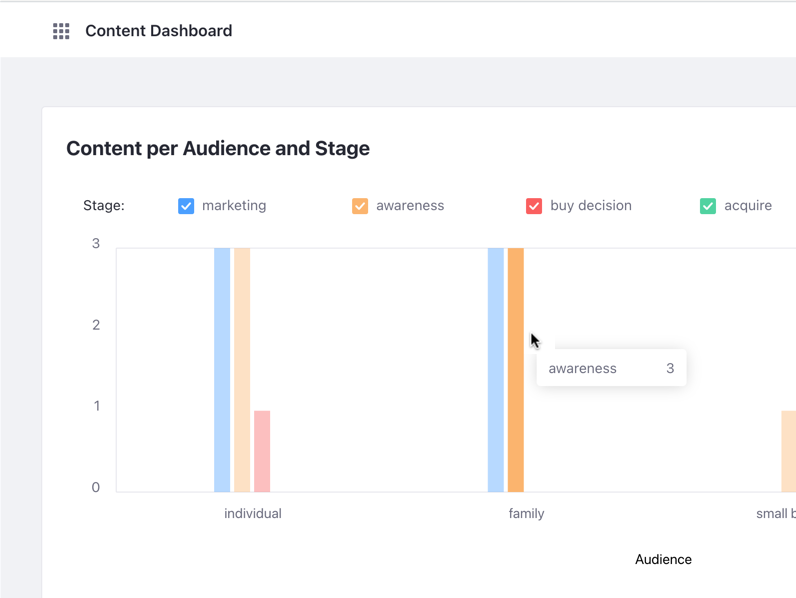 Content Dashboard
Content per Audience and Stage
Stage: marketing awareness buy decision acquire
3
2
1
0
awareness 3
individual family small b
Audience